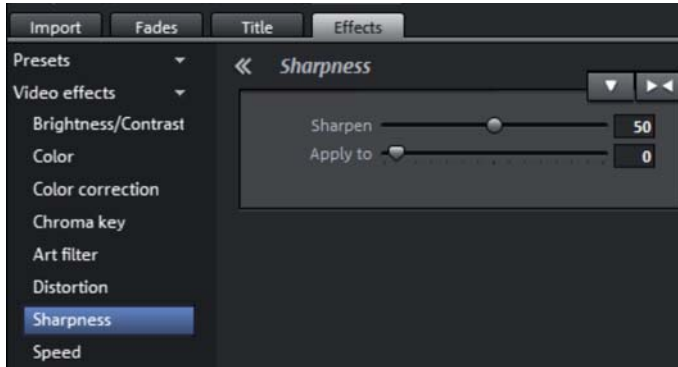 Import Fades Title Effects
Presets
Video effects
Brightness/Contrast
Color
Color correction
Chroma key
Art filter
Distortion
Sharpness
Speed
Sharpness
Sharpen 50
Apply to 0